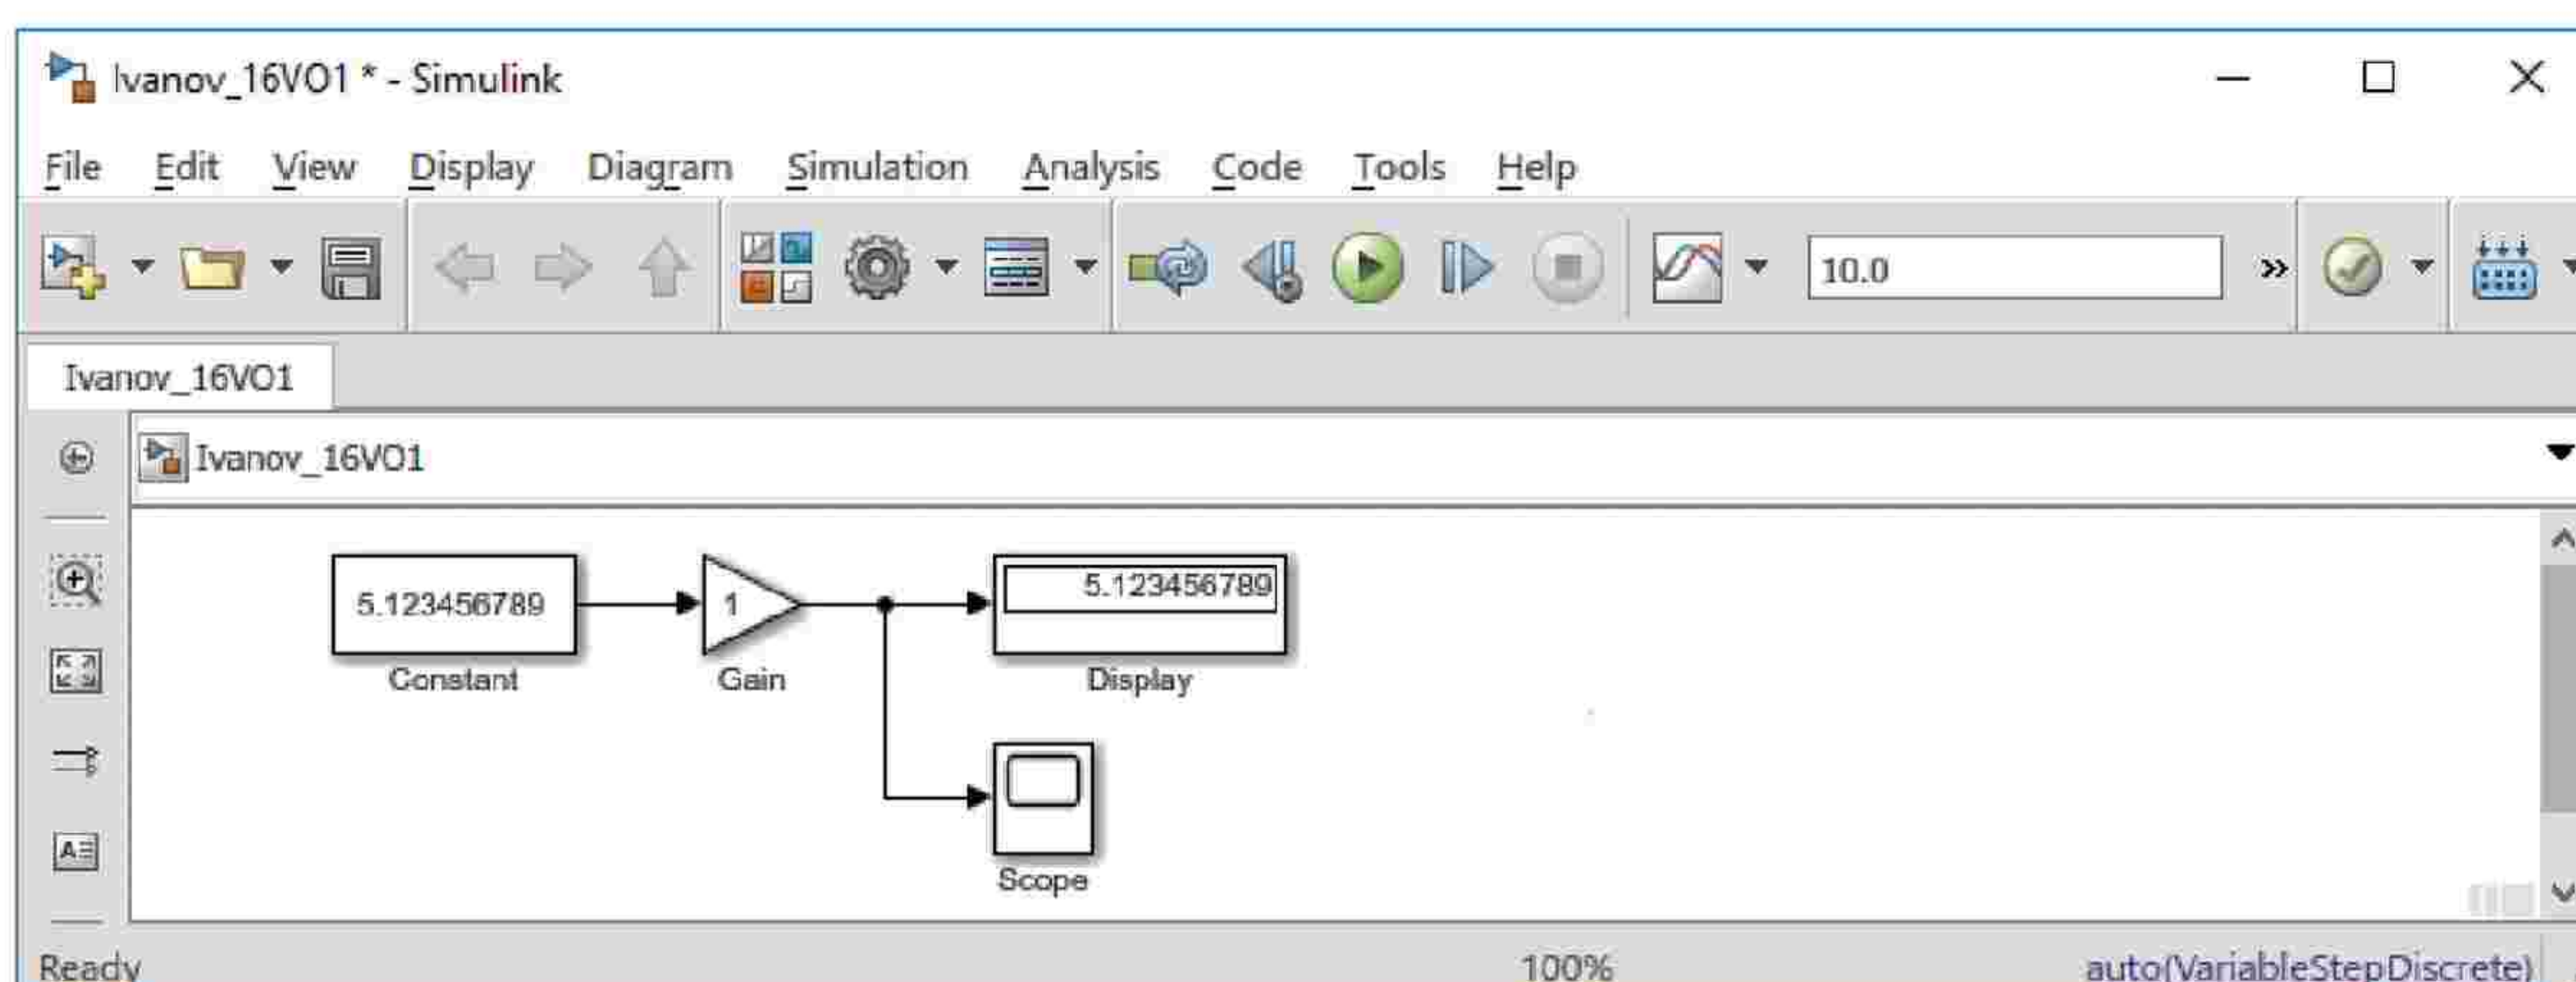 Ivanov_16VO1 * - Simulink
File Edit View Display Diagram Simulation Analysis Code Tools Help
10.0 »
Ivanov_16VO1
Ivanov_16VO1
5.123456789 1 5.123456789
Constant Gain Display
Scope
Ready 100% auto(VariableStepDiscrete)